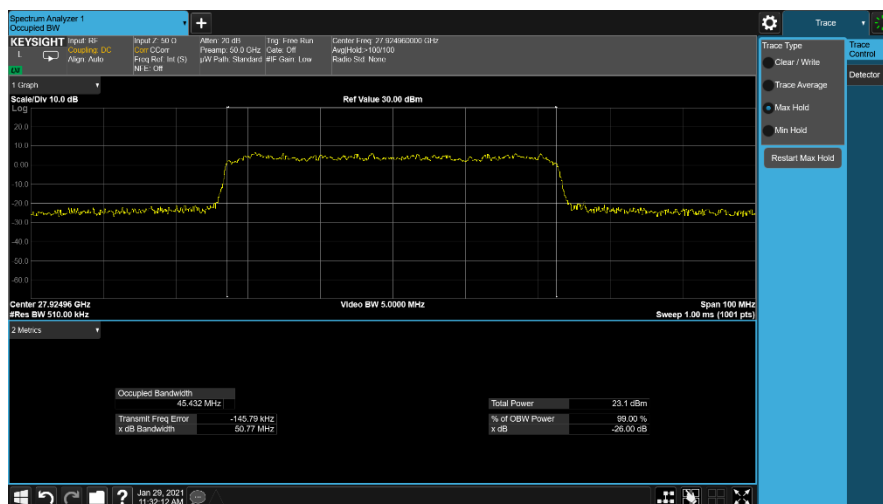 Spectrum Analyzer 1
Occupied BW
+
Trace
KEYSIGHT
L
Input: RF
Coupling: DC
Align: Auto
Input Z: 50 Ω
Corr CCorr
Freq Ref: Int (S)
NFE: Off
Atten: 20 dB
Preamp: 50.0 GHz
µW Path: Standard
Trig: Free Run
Gate: Off
#IF Gain: Low
Center Freq: 27.924960000 GHz
Avg|Hold:>100/100
Radio Std: None
Trace Type
Clear / Write
Trace Average
Max Hold
Min Hold
Restart Max Hold
Trace Control
Detector
1 Graph
Scale/Div 10.0 dB
Ref Value 30.00 dBm
Log
20.0
10.0
0.00
-10.0
-20.0
-30.0
-40.0
-50.0
-60.0
Center 27.92496 GHz
#Res BW 510.00 kHz
Video BW 5.0000 MHz
Span 100 MHz
Sweep 1.00 ms (1001 pts)
2 Metrics
Occupied Bandwidth
45.432 MHz
Transmit Freq Error -145.79 kHz
x dB Bandwidth 50.77 MHz
Total Power 23.1 dBm
% of OBW Power 99.00 %
x dB -26.00 dB
?
Jan 29, 2021
11:32:12 AM